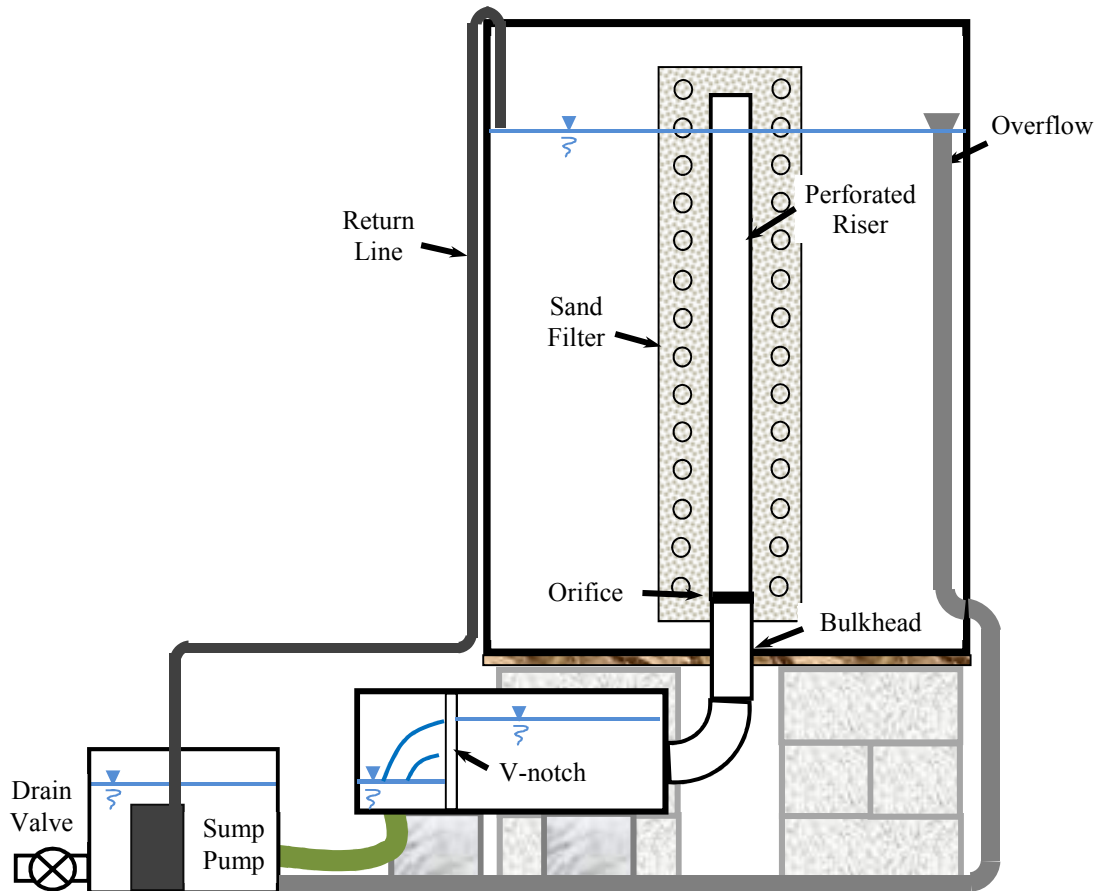 Overflow
Perforated
Riser
Return
Line
Sand
Filter
Orifice
Bulkhead
V-notch
Drain
Valve
Sump
Pump